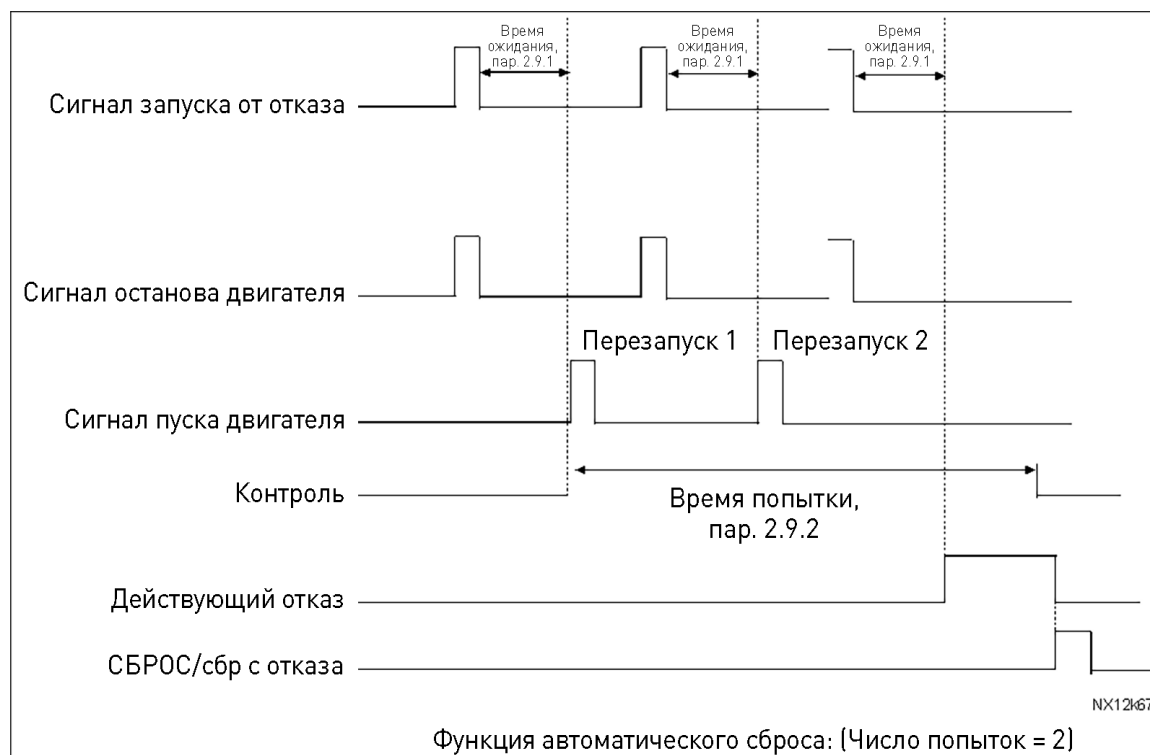 Время
ожидания,
пар. 2.9.1
Время
ожидания,
пар. 2.9.1
Время
ожидания,
пар. 2.9.1
Сигнал запуска от отказа
Сигнал останова двигателя
Перезапуск 1
Перезапуск 2
Сигнал пуска двигателя
Контроль
Время попытки,
пар. 2.9.2
Действующий отказ
СБРОС/сбр с отказа
NX12k67
Функция автоматического сброса: (Число попыток = 2)